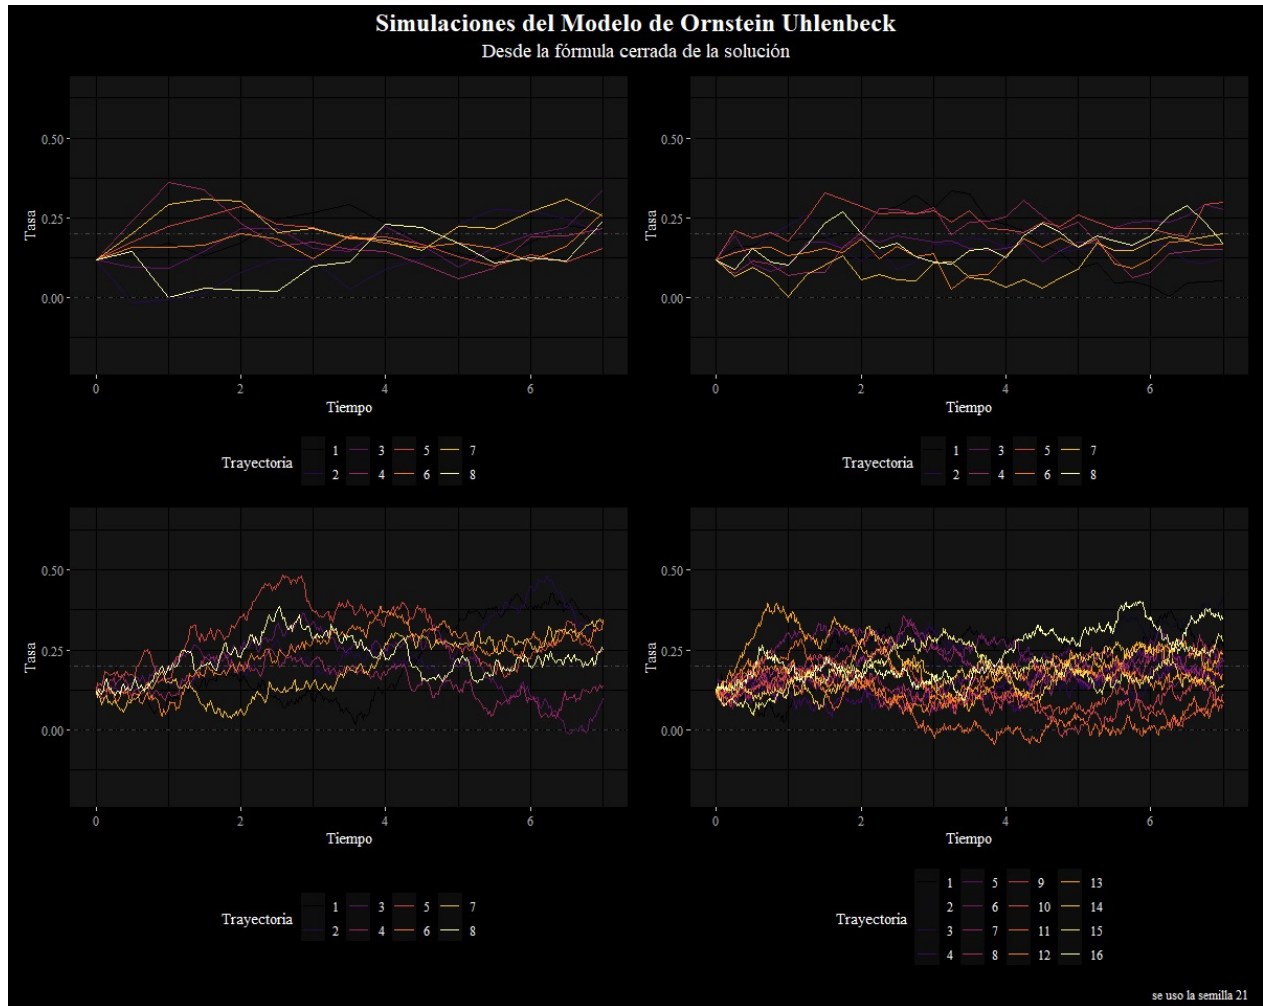 Simulaciones del Modelo de Ornstein Uhlenbeck
Desde la fórmula cerrada de la solución
Tasa
0.50
0.25
0.00
0 2 4 6
Tiempo
Trayectoria
1 3 5 7
2 4 6 8
Tasa
0.50
0.25
0.00
0 2 4 6
Tiempo
Trayectoria
1 3 5 7
2 4 6 8
Tasa
0.50
0.25
0.00
0 2 4 6
Tiempo
Trayectoria
1 3 5 7
2 4 6 8
Tasa
0.50
0.25
0.00
0 2 4 6
Tiempo
Trayectoria
1 5 9 13
2 6 10 14
3 7 11 15
4 8 12 16
se uso la semilla 21